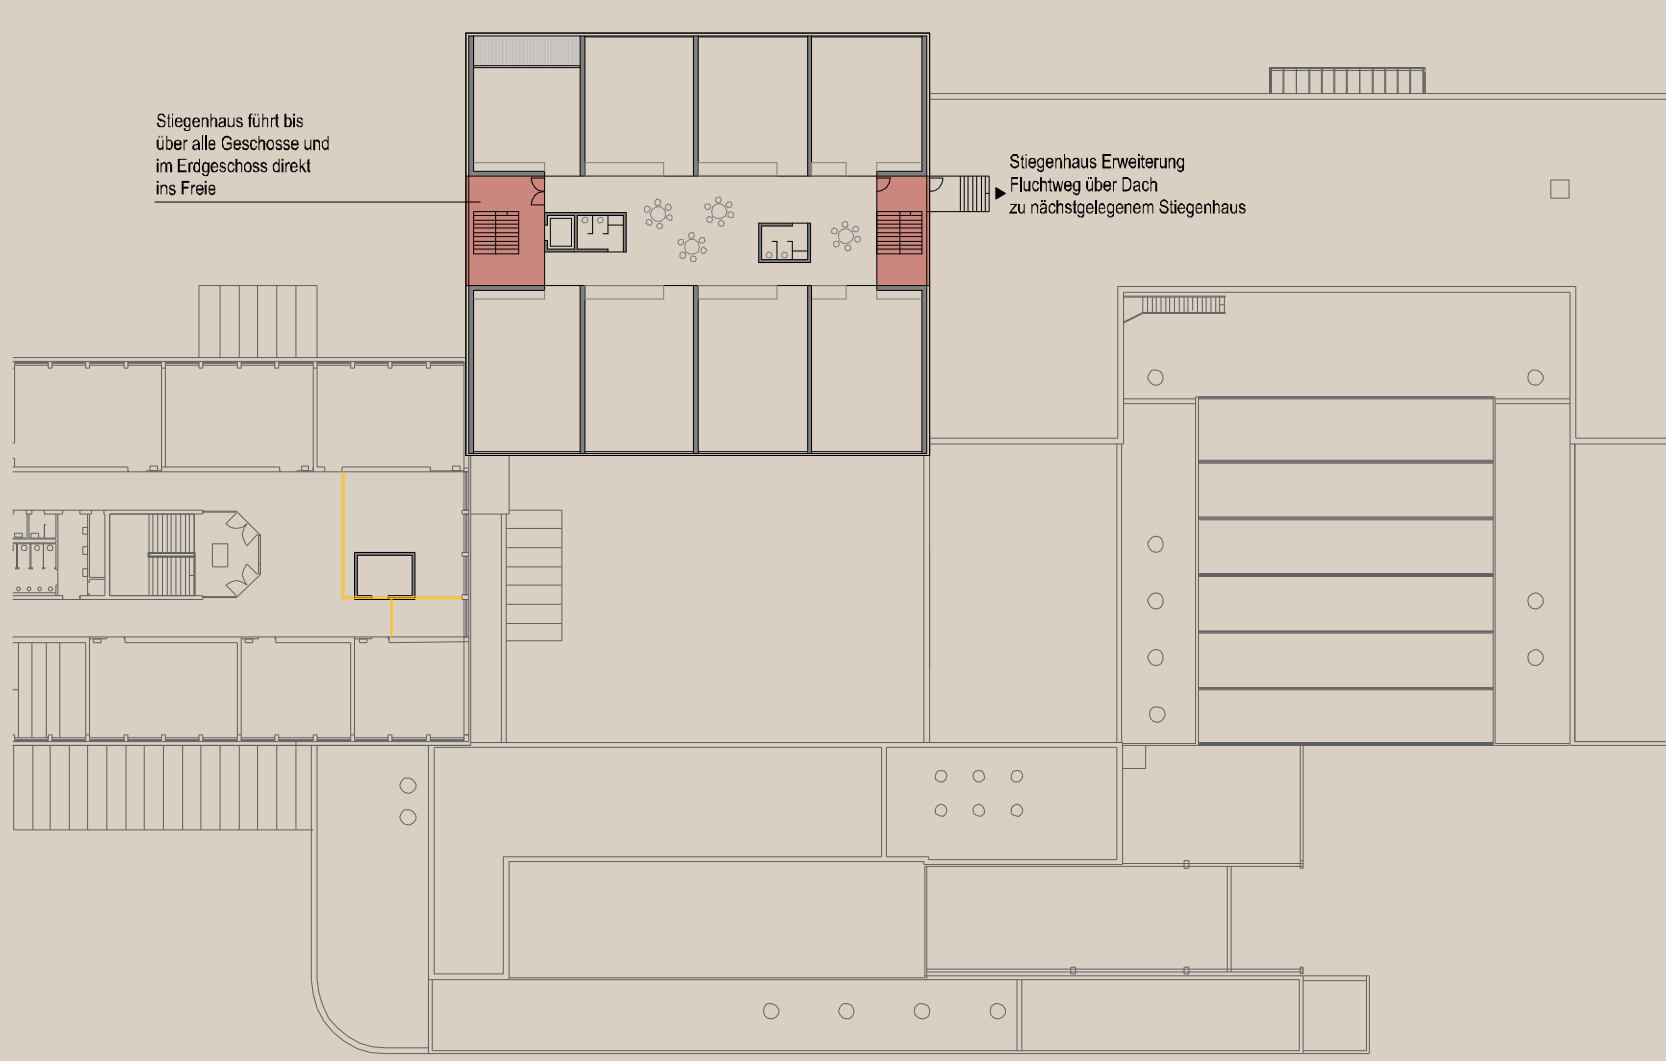 Stiegenhaus führt bis
über alle Geschosse und
im Erdgeschoss direkt
ins Freie
Stiegenhaus Erweiterung
Fluchtweg über Dach
zu nächstgelegenem Stiegenhaus